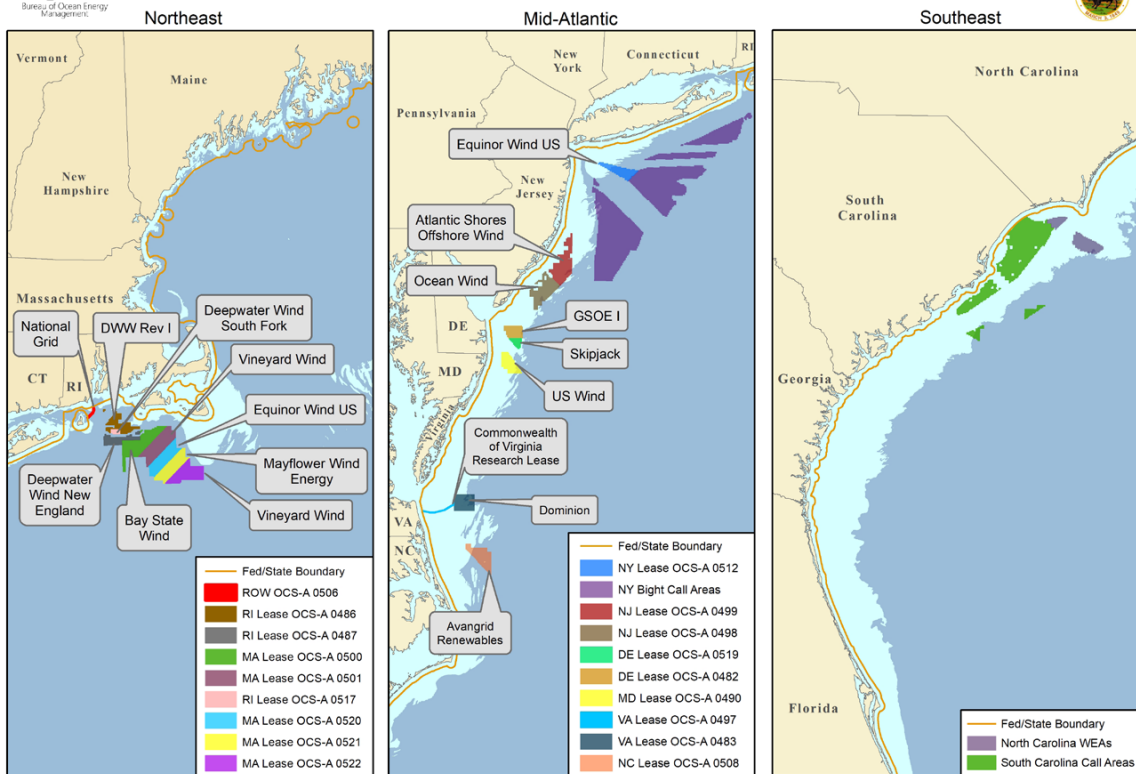 Bureau of Ocean Energy
Management
Northeast
Mid-Atlantic
Southeast
MARCH 3, 1849
Vermont
Maine
New
Hampshire
Massachusetts
National
Grid
DWW Rev I
Deepwater Wind
South Fork
Vineyard Wind
CT
RI
Equinor Wind US
Mayflower Wind
Energy
Deepwater
Wind New
England
Bay State
Wind
Vineyard Wind
Fed/State Boundary
ROW OCS-A 0506
RI Lease OCS-A 0486
RI Lease OCS-A 0487
MA Lease OCS-A 0500
MA Lease OCS-A 0501
RI Lease OCS-A 0517
MA Lease OCS-A 0520
MA Lease OCS-A 0521
MA Lease OCS-A 0522
New
York
Connecticut
RI
Pennsylvania
Equinor Wind US
New
Jersey
Atlantic Shores
Offshore Wind
Ocean Wind
DE
GSOE I
Skipjack
MD
US Wind
Virginia
Commonwealth
of Virginia
Research Lease
Dominion
VA
NC
Avangrid
Renewables
Fed/State Boundary
NY Lease OCS-A 0512
NY Bight Call Areas
NJ Lease OCS-A 0499
NJ Lease OCS-A 0498
DE Lease OCS-A 0519
DE Lease OCS-A 0482
MD Lease OCS-A 0490
VA Lease OCS-A 0497
VA Lease OCS-A 0483
NC Lease OCS-A 0508
North Carolina
South
Carolina
Georgia
Florida
Fed/State Boundary
North Carolina WEAs
South Carolina Call Areas